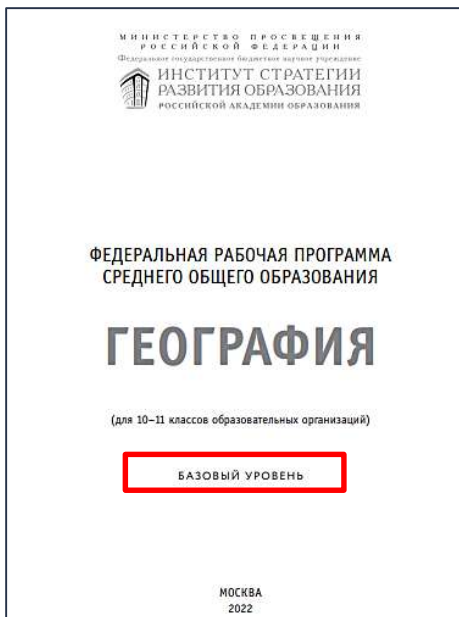 МИНИСТЕРСТВО ПРОСВЕЩЕНИЯ
РОССИЙСКОЙ ФЕДЕРАЦИИ
Федеральное государственное бюджетное научное учреждение
ИНСТИТУТ СТРАТЕГИИ
РАЗВИТИЯ ОБРАЗОВАНИЯ
РОССИЙСКОЙ АКАДЕМИИ ОБРАЗОВАНИЯ
ФЕДЕРАЛЬНАЯ РАБОЧАЯ ПРОГРАММА
СРЕДНЕГО ОБЩЕГО ОБРАЗОВАНИЯ
ГЕОГРАФИЯ
(для 10–11 классов образовательных организаций)
БАЗОВЫЙ УРОВЕНЬ
МОСКВА
2022